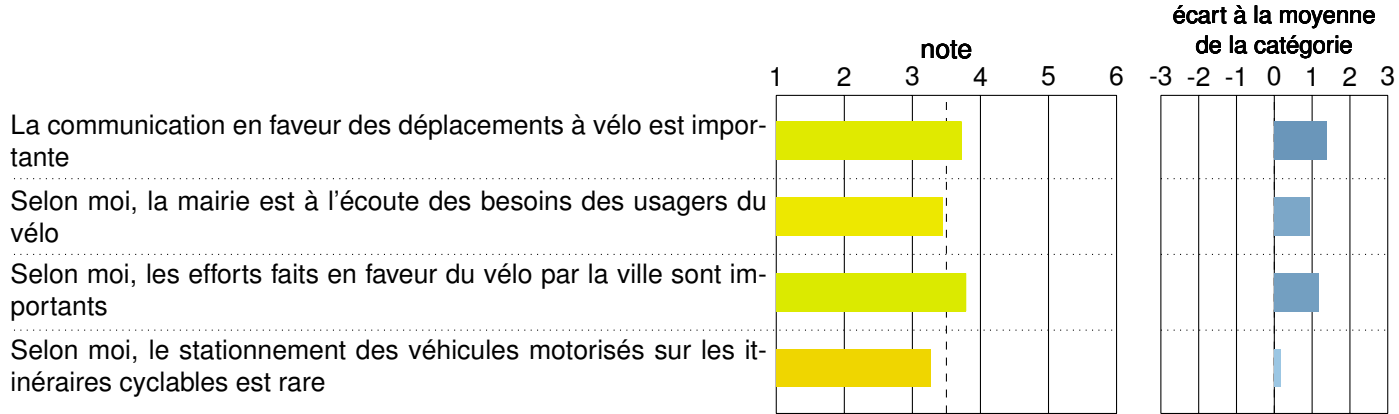 écart à la moyenne
de la catégorie
note
1 2 3 4 5 6
-3 -2 -1 0 1 2 3
La communication en faveur des déplacements à vélo est impor-
tante
Selon moi, la mairie est à l'écoute des besoins des usagers du
vélo
Selon moi, les efforts faits en faveur du vélo par la ville sont im-
portants
Selon moi, le stationnement des véhicules motorisés sur les it-
inéraires cyclables est rare